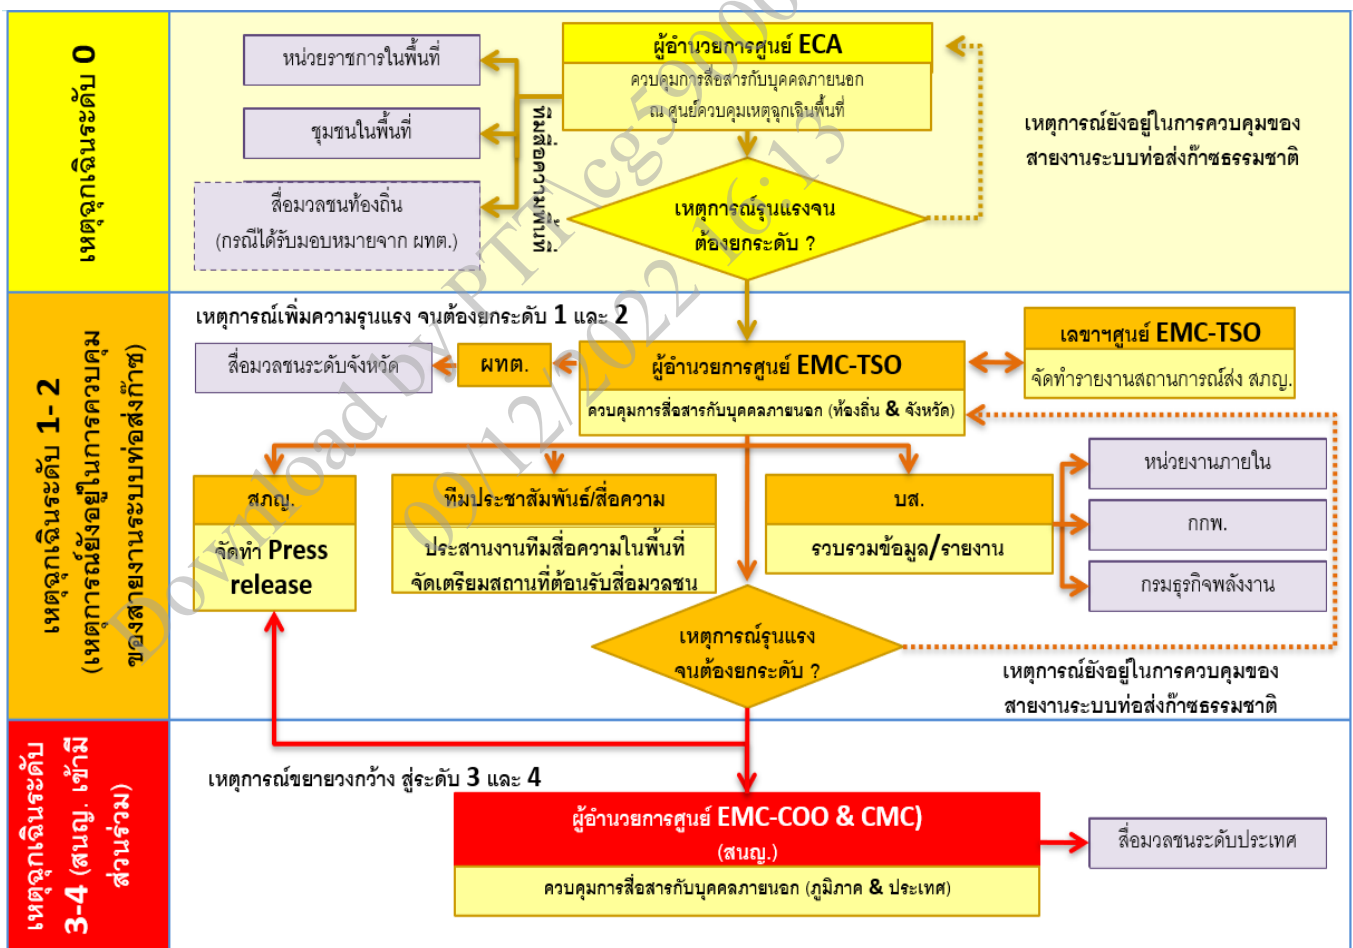 เหตุฉุกเฉินระดับ 0
ผู้อำนวยการศูนย์ ECA
ควบคุมการสื่อสารกับบุคคลภายนอก
ณ ศูนย์ควบคุมเหตุฉุกเฉินพื้นที่
หน่วยราชการในพื้นที่
ชุมชนในพื้นที่
สื่อมวลชนท้องถิ่น
(กรณีได้รับมอบหมายจาก ผทต.)
ทีมสื่อความพื้นที่
เหตุการณ์ยังอยู่ในการควบคุมของ
สายงานระบบท่อส่งก๊าซธรรมชาติ
เหตุการณ์รุนแรงจน
ต้องยกระดับ ?
เหตุฉุกเฉินระดับ 1- 2
(เหตุการณ์ยังอยู่ในการควบคุม
ของสายงานระบบท่อส่งก๊าซ)
เหตุการณ์เพิ่มความรุนแรง จนต้องยกระดับ 1 และ 2
สื่อมวลชนระดับจังหวัด
ผทต.
ผู้อำนวยการศูนย์ EMC-TSO
ควบคุมการสื่อสารกับบุคคลภายนอก (ท้องถิ่น & จังหวัด)
เลขาฯศูนย์ EMC-TSO
จัดทำรายงานสถานการณ์ส่ง สภญ.
สภญ.
จัดทำ Press
release
ทีมประชาสัมพันธ์/สื่อความ
ประสานงานทีมสื่อความในพื้นที่
จัดเตรียมสถานที่ต้อนรับสื่อมวลชน
บส.
รวบรวมข้อมูล/รายงาน
หน่วยงานภายใน
กกพ.
กรมธุรกิจพลังงาน
เหตุการณ์รุนแรง
จนต้องยกระดับ ?
เหตุการณ์ยังอยู่ในการควบคุมของ
สายงานระบบท่อส่งก๊าซธรรมชาติ
เหตุฉุกเฉินระดับ
3-4 (สนญ. เข้ามี
ส่วนร่วม)
เหตุการณ์ขยายวงกว้าง สู่ระดับ 3 และ 4
ผู้อำนวยการศูนย์ EMC-COO & CMC)
(สนญ.)
ควบคุมการสื่อสารกับบุคคลภายนอก (ภูมิภาค & ประเทศ)
สื่อมวลชนระดับประเทศ
Download by PTT\cg5900
09/12/2022 16:13